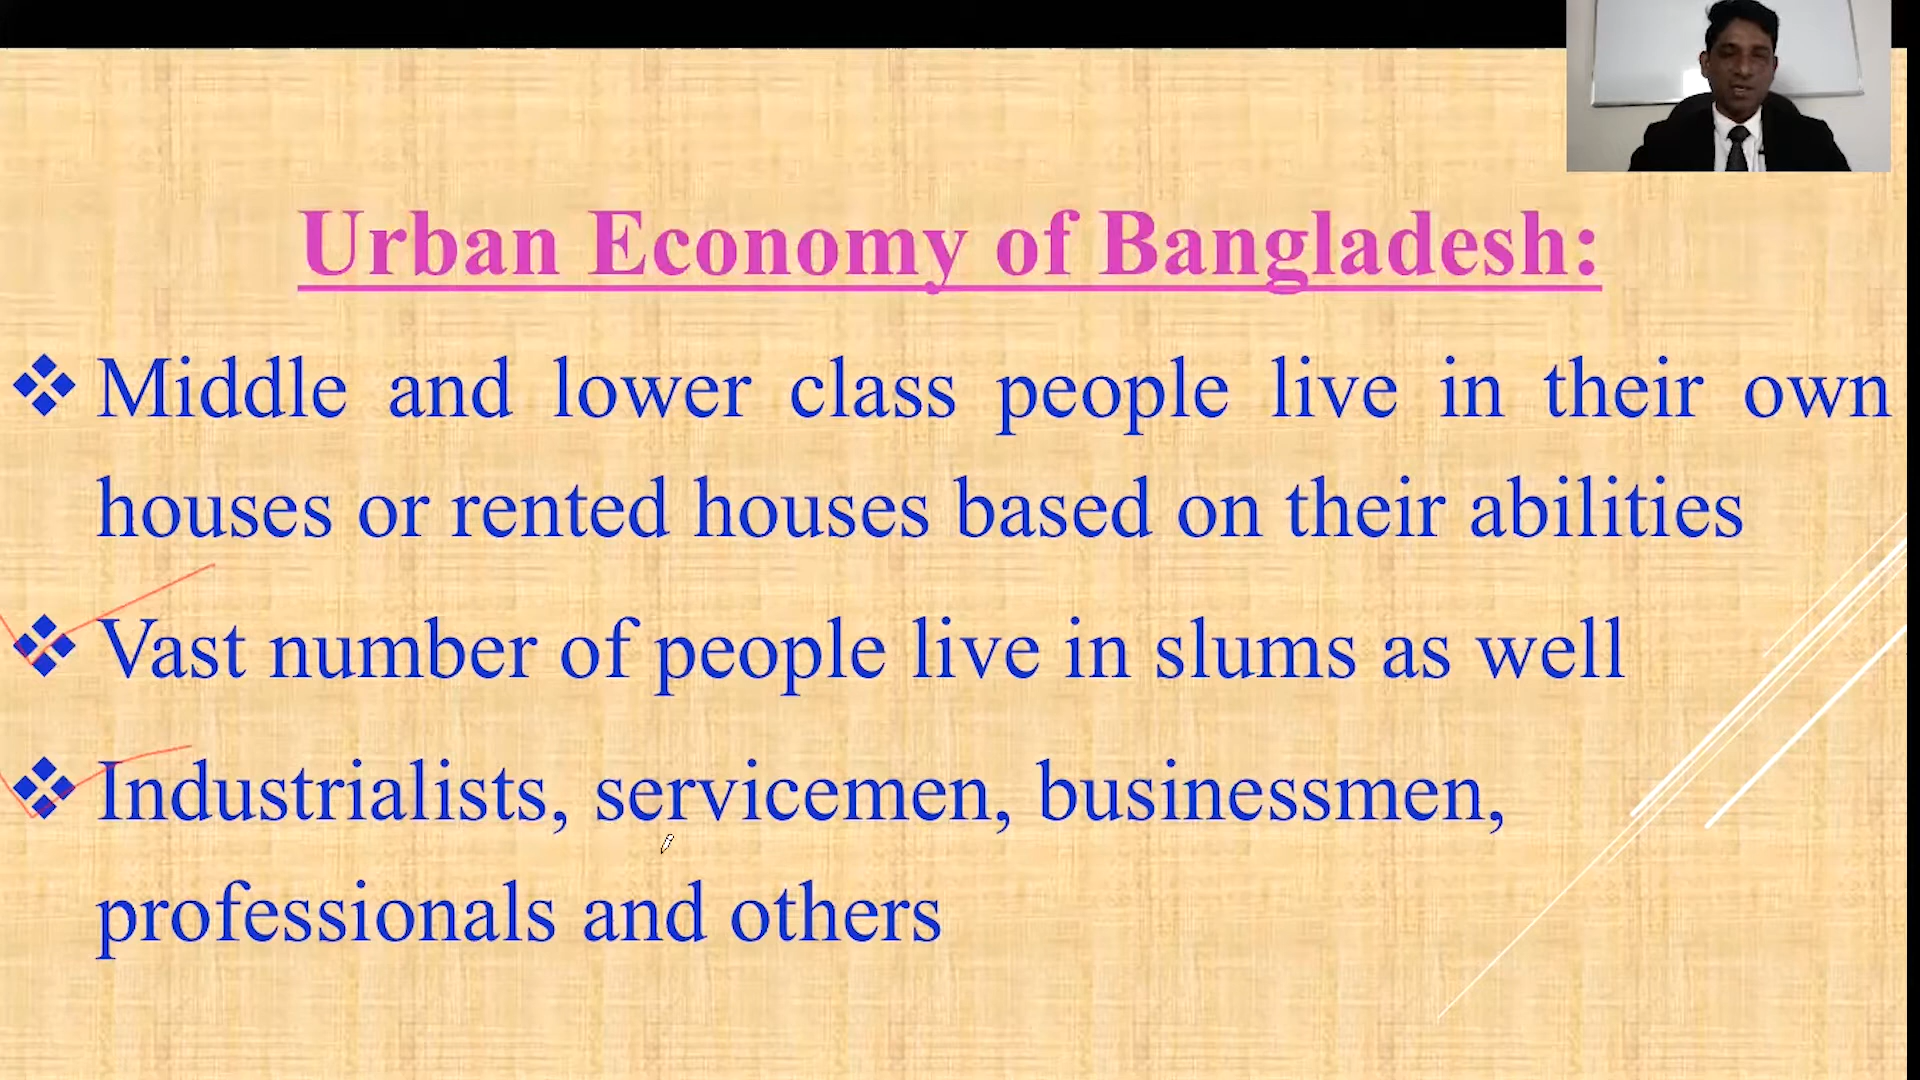 Urban Economy of Bangladesh:
❖ Middle and lower class people live in their own
houses or rented houses based on their abilities
❖ Vast number of people live in slums as well
❖ Industrialists, servicemen, businessmen,
professionals and others